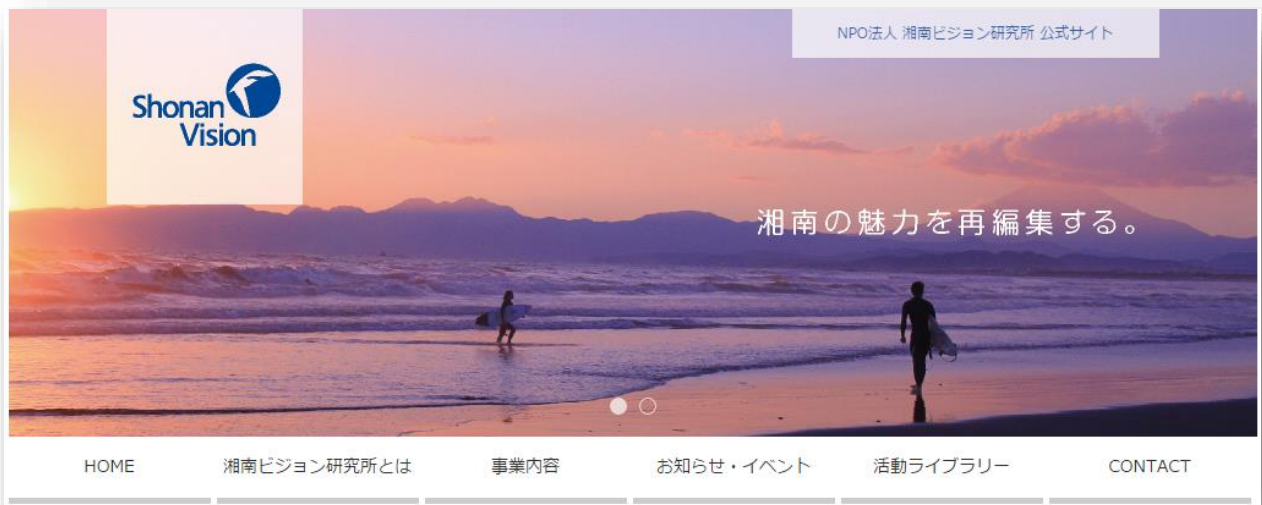 NPO法人 湘南ビジョン研究所 公式サイト
Shonan
Vision
湘南の魅力を再編集する。
HOME
湘南ビジョン研究所とは
事業内容
お知らせ・イベント
活動ライブラリー
CONTACT